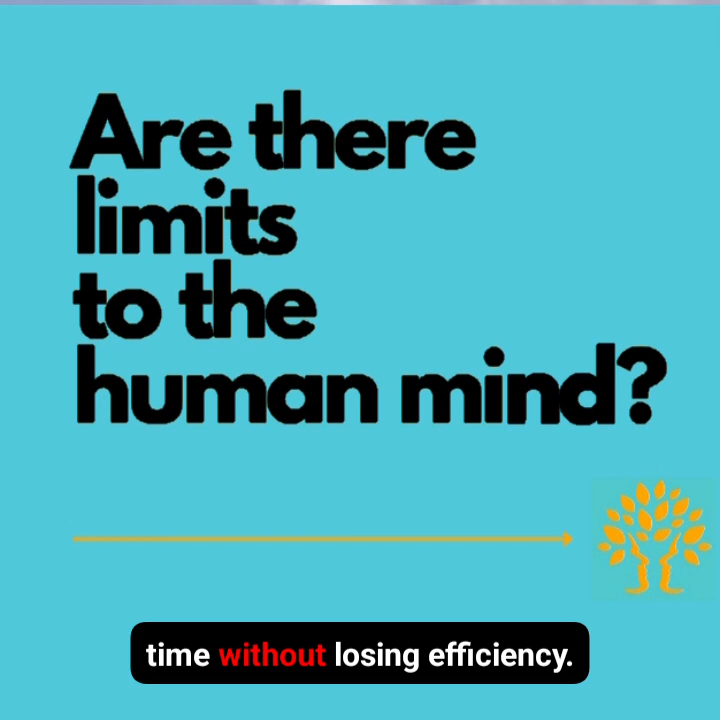 Are there
limits
to the
human mind?
time without losing efficiency.